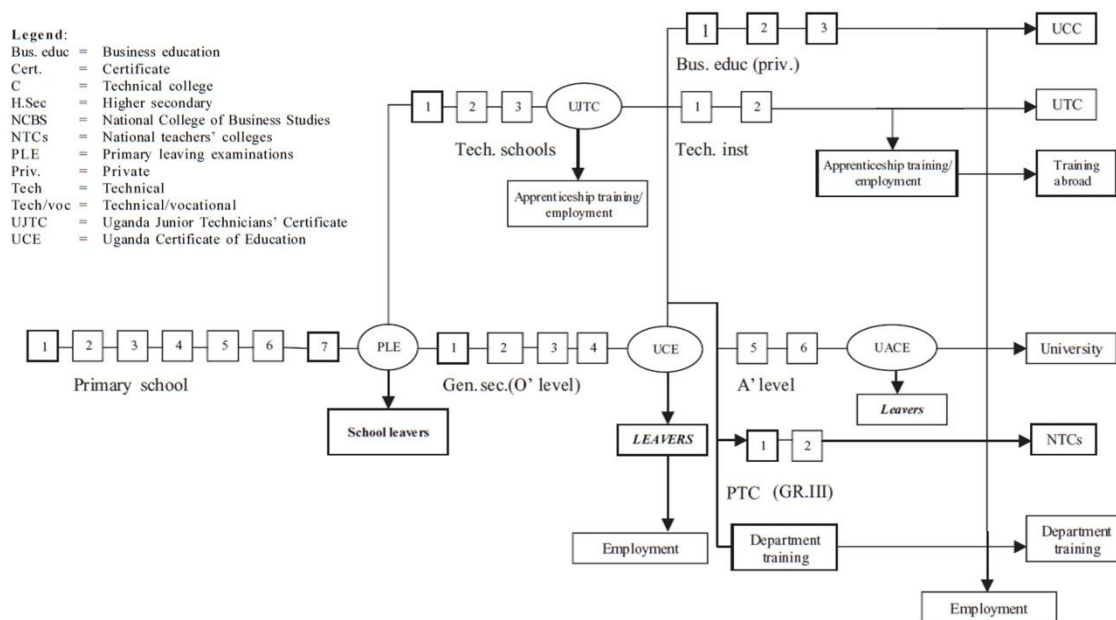 Legend:
Bus. educ = Business education
Cert. = Certificate
C = Technical college
H.Sec = Higher secondary
NCBS = National College of Business Studies
NTCs = National teachers' colleges
PLE = Primary leaving examinations
Priv. = Private
Tech = Technical
Tech/voc = Technical/vocational
UJTC = Uganda Junior Technicians' Certificate
UCE = Uganda Certificate of Education
1 2 3 UCC
Bus. educ (priv.)
1 2 3 UJTC 1 2 UTC
Tech. schools Tech. inst
Apprenticeship training/
employment
Apprenticeship training/
employment
Training
abroad
1 2 3 4 5 6 7 PLE 1 2 3 4 UCE 5 6 UACE University
Primary school Gen. sec.(O' level) A' level
School leavers
LEAVERS
Leavers
1 2 NTCs
PTC (GR.III)
Employment
Department
training
Department
training
Employment